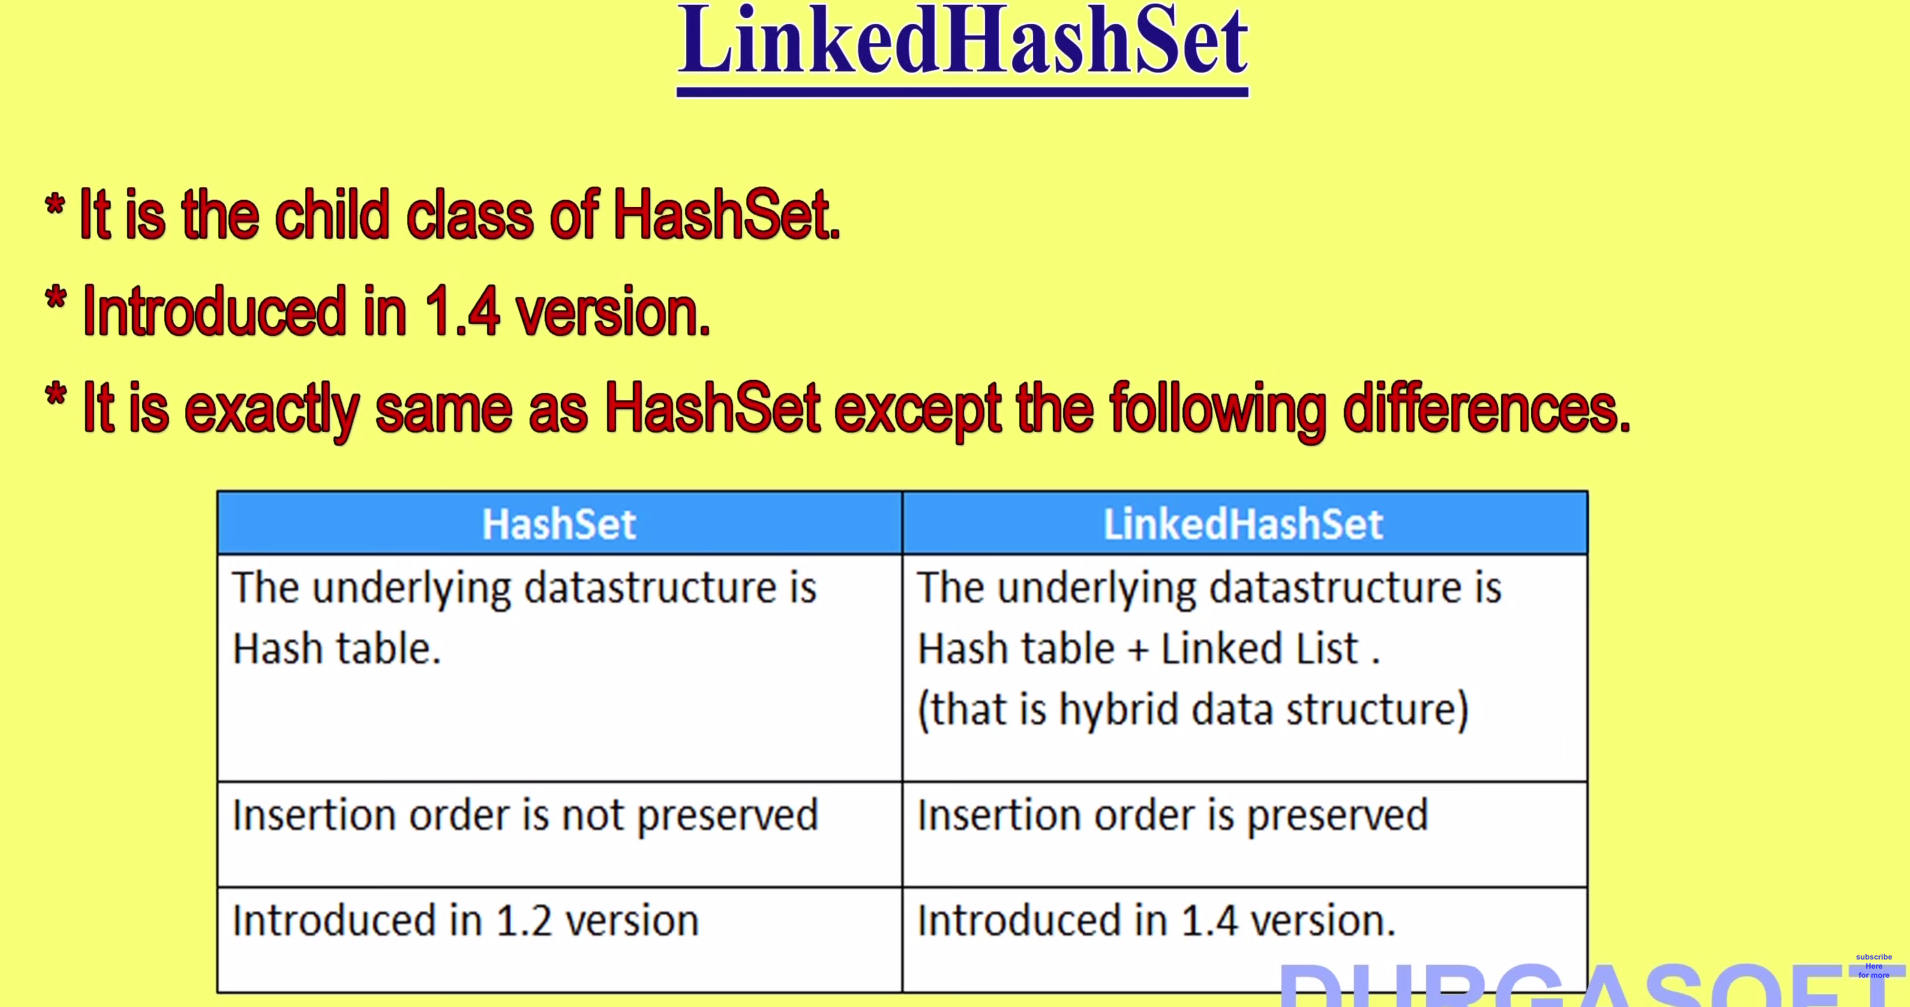 LinkedHashSet
* It is the child class of HashSet.
* Introduced in 1.4 version.
* It is exactly same as HashSet except the following differences.
HashSet
LinkedHashSet
The underlying datastructure is
Hash table.
The underlying datastructure is
Hash table + Linked List .
(that is hybrid data structure)
Insertion order is not preserved
Insertion order is preserved
Introduced in 1.2 version
Introduced in 1.4 version.
DURGASOFT
subscribe
Here
for more